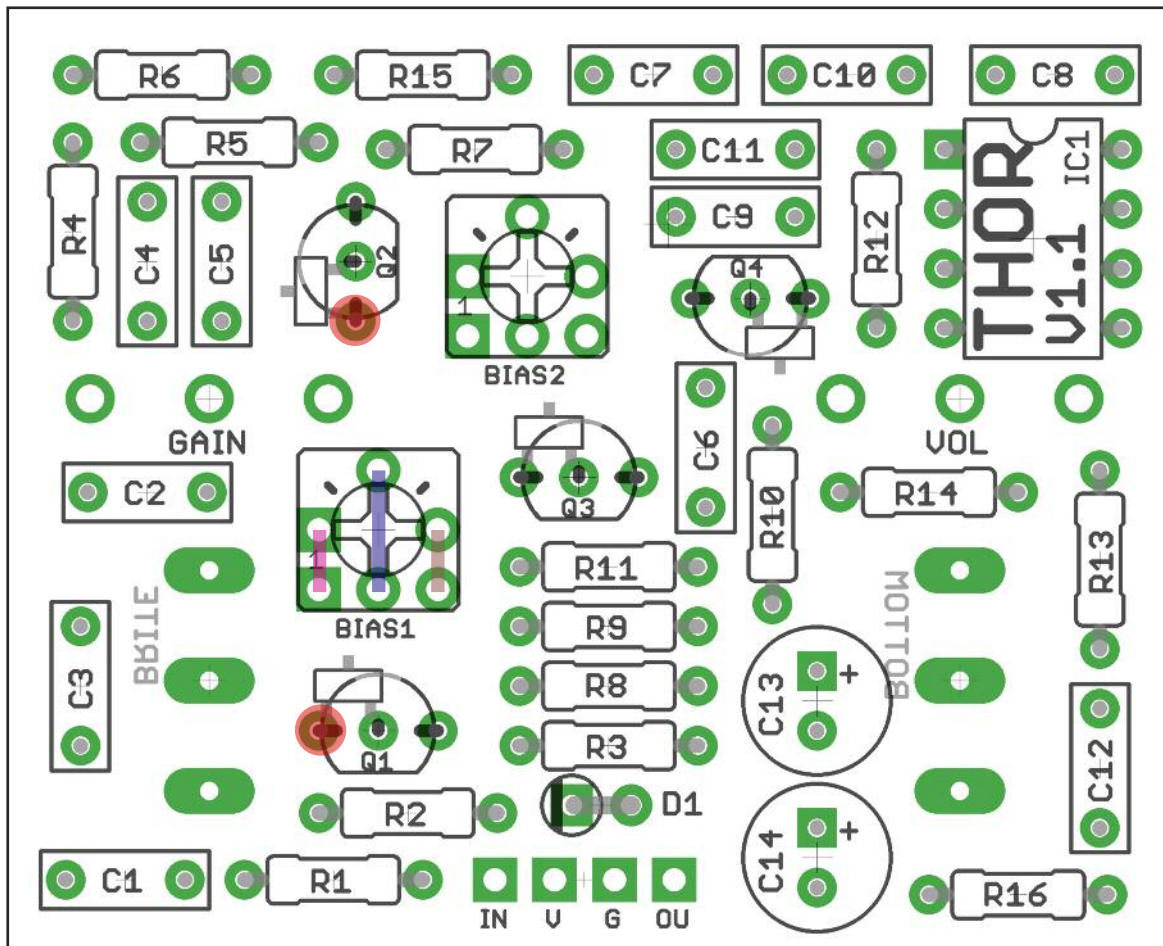 R6
R15
C7
C10
C8
R5
R7
C11
IC1
THOR
V1.1
R4
C4
C5
Q2
C9
R12
Q4
1
BIAS2
GAIN
VOL
C6
C2
Q3
R14
R10
R13
1
R11
BRITE
BOTTOM
BIAS1
R9
C3
R8
C13
+
Q1
R3
C12
R2
D1
C14
+
C1
R1
R16
IN
V
G
OU